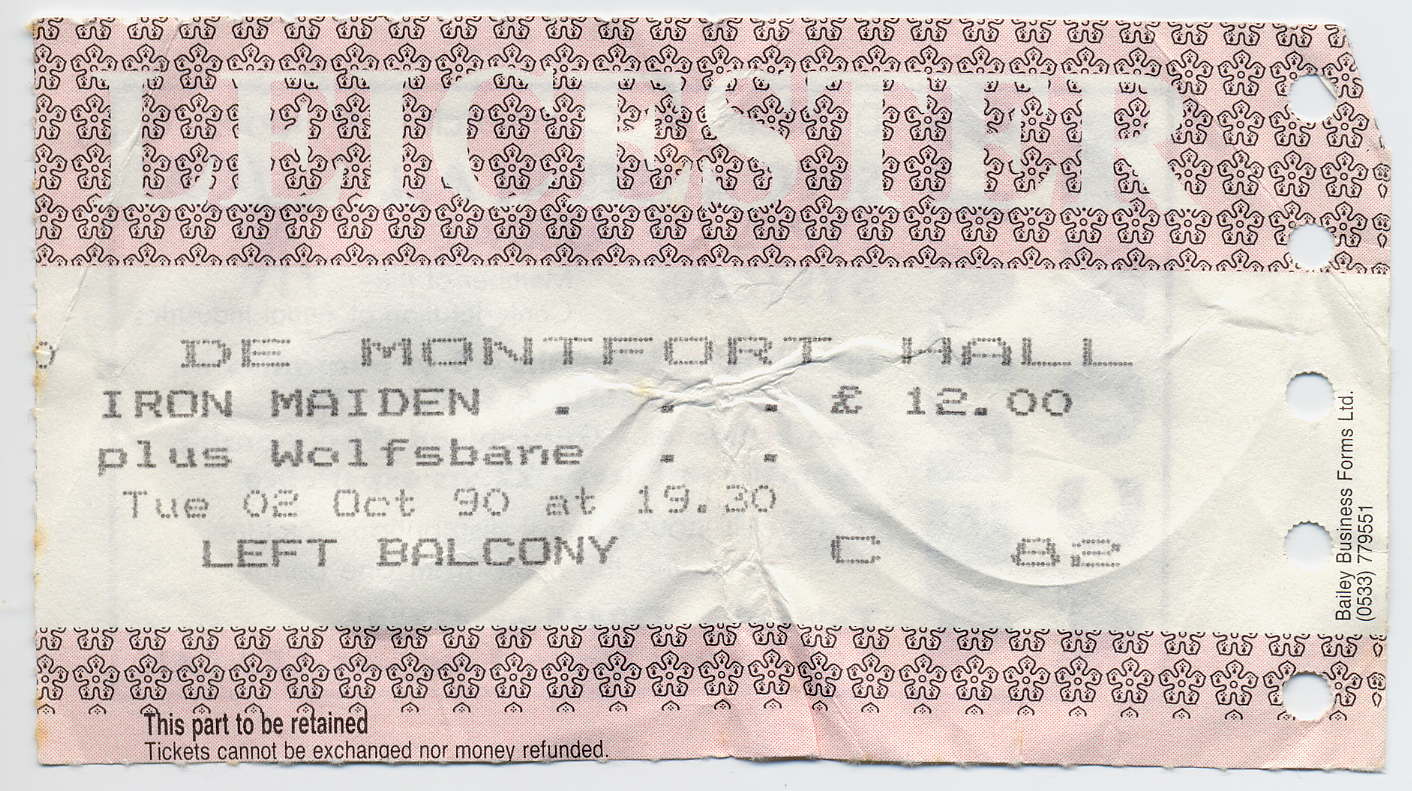 LEICESTER
DE MONTFORT HALL
IRON MAIDEN . . . £ 12.00
plus Wolfsbane . .
Tue 02 Oct 90 at 19.30
LEFT BALCONY C 82
This part to be retained
Tickets cannot be exchanged nor money refunded.
Bailey Business Forms Ltd.
(0533) 779551